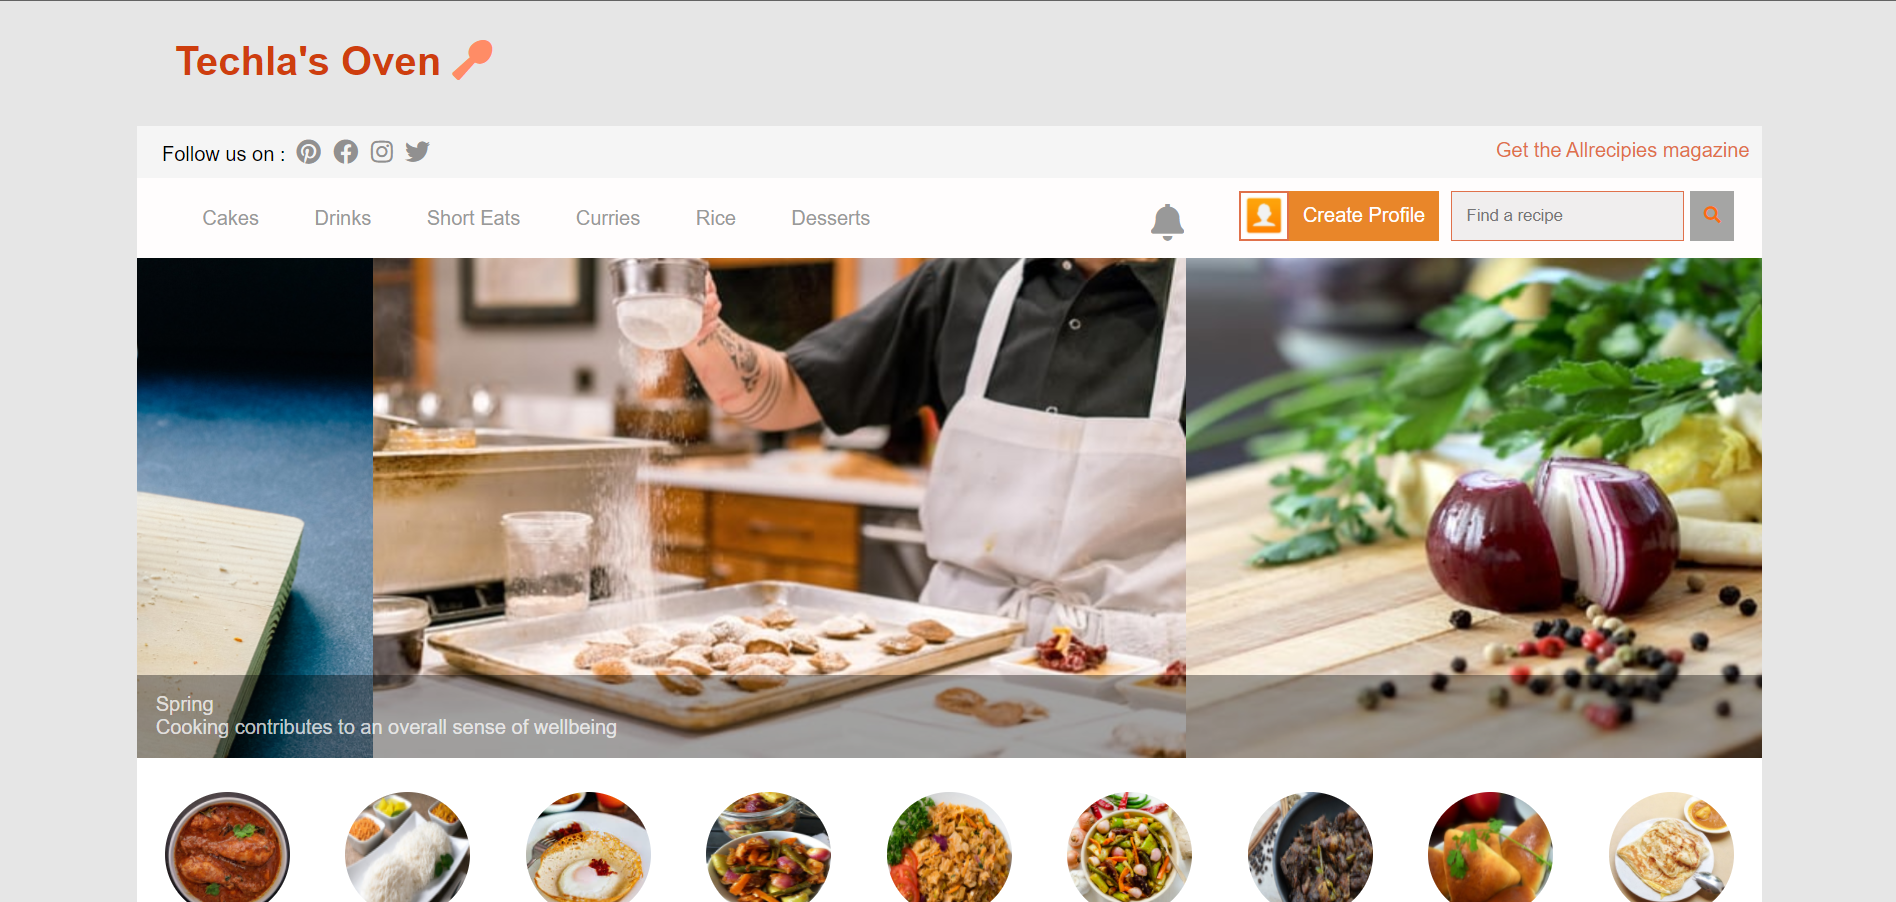 Techla's Oven
Follow us on :
Get the Allrecipies magazine
Cakes
Drinks
Short Eats
Curries
Rice
Desserts
Create Profile
Find a recipe
Spring
Cooking contributes to an overall sense of wellbeing